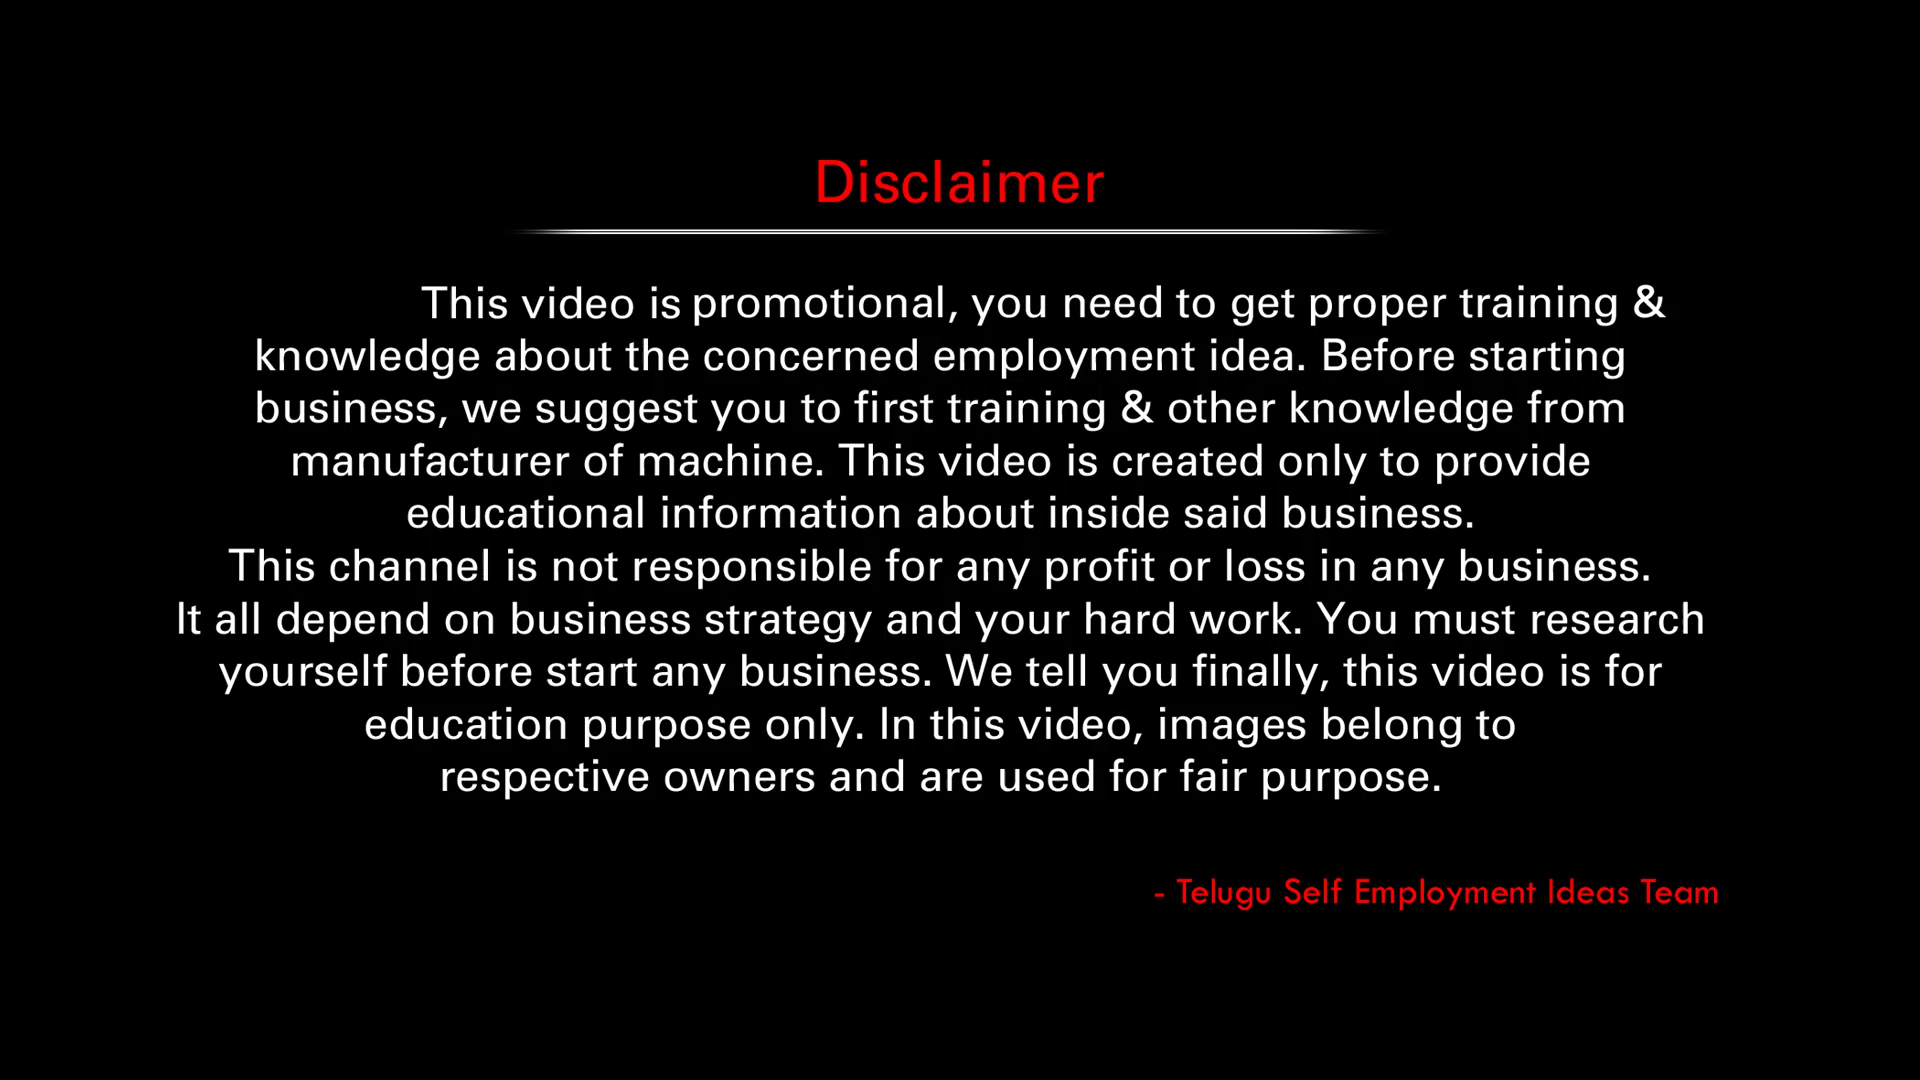 Disclaimer
This video is promotional, you need to get proper training &
knowledge about the concerned employment idea. Before starting
business, we suggest you to first training & other knowledge from
manufacturer of machine. This video is created only to provide
educational information about inside said business.
This channel is not responsible for any profit or loss in any business.
It all depend on business strategy and your hard work. You must research
yourself before start any business. We tell you finally, this video is for
education purpose only. In this video, images belong to
respective owners and are used for fair purpose.
- Telugu Self Employment Ideas Team